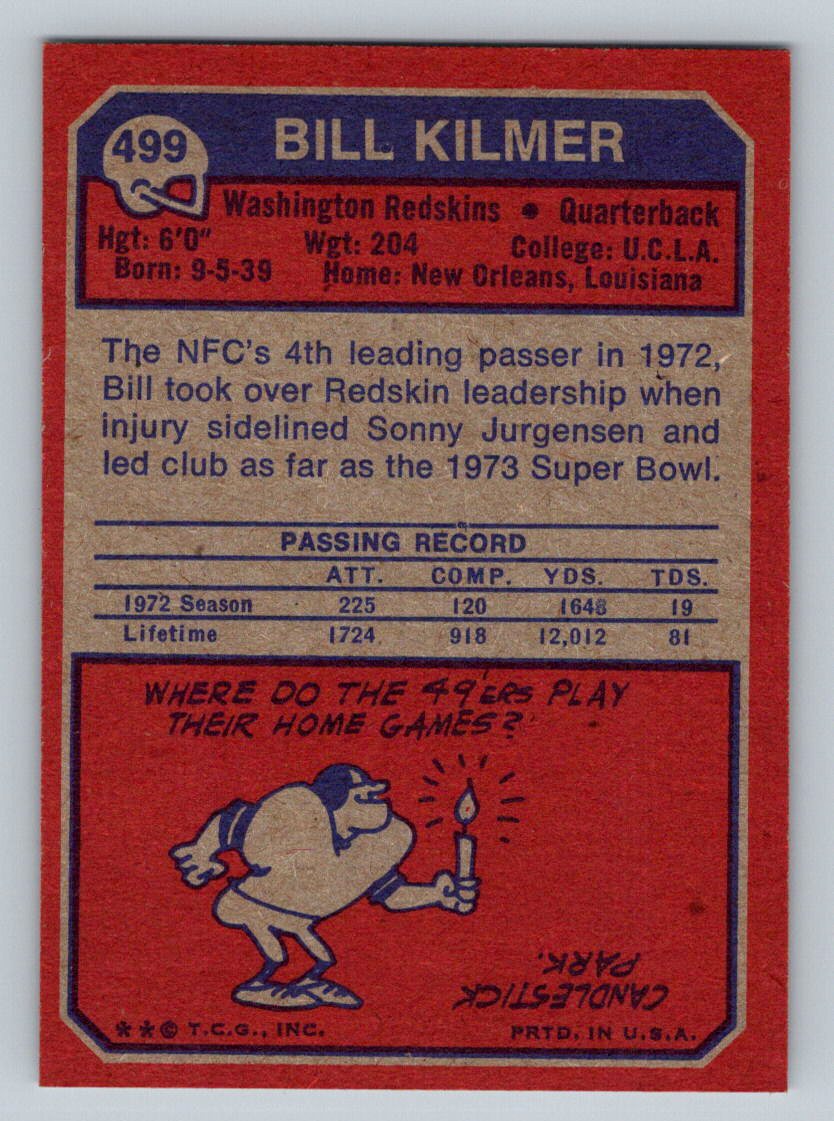 499
BILL KILMER
Washington Redskins • Quarterback
Hgt: 6'0" Wgt: 204 College: U.C.L.A.
Born: 9-5-39 Home: New Orleans, Louisiana
The NFC's 4th leading passer in 1972,
Bill took over Redskin leadership when
injury sidelined Sonny Jurgensen and
led club as far as the 1973 Super Bowl.
PASSING RECORD
ATT. COMP. YDS. TDS.
1972 Season 225 120 1648 19
Lifetime 1724 918 12,012 81
WHERE DO THE 49'ERS PLAY
THEIR HOME GAMES?
CANDLESTICK
PARK.
**© T.C.G., INC. PRTD. IN U.S.A.